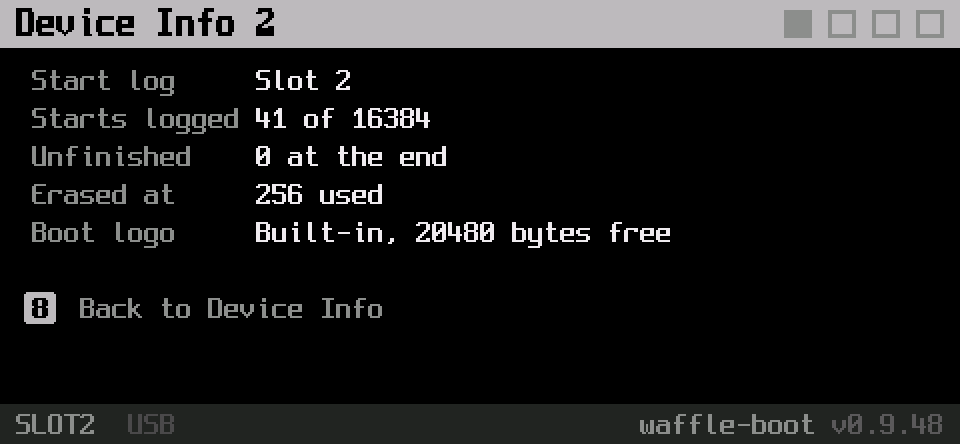 Device Info 2
Start log Slot 2
Starts logged 41 of 16384
Unfinished 0 at the end
Erased at 256 used
Boot logo Built-in, 20480 bytes free
8 Back to Device Info
SLOT2 USB waffle-boot v0.9.48